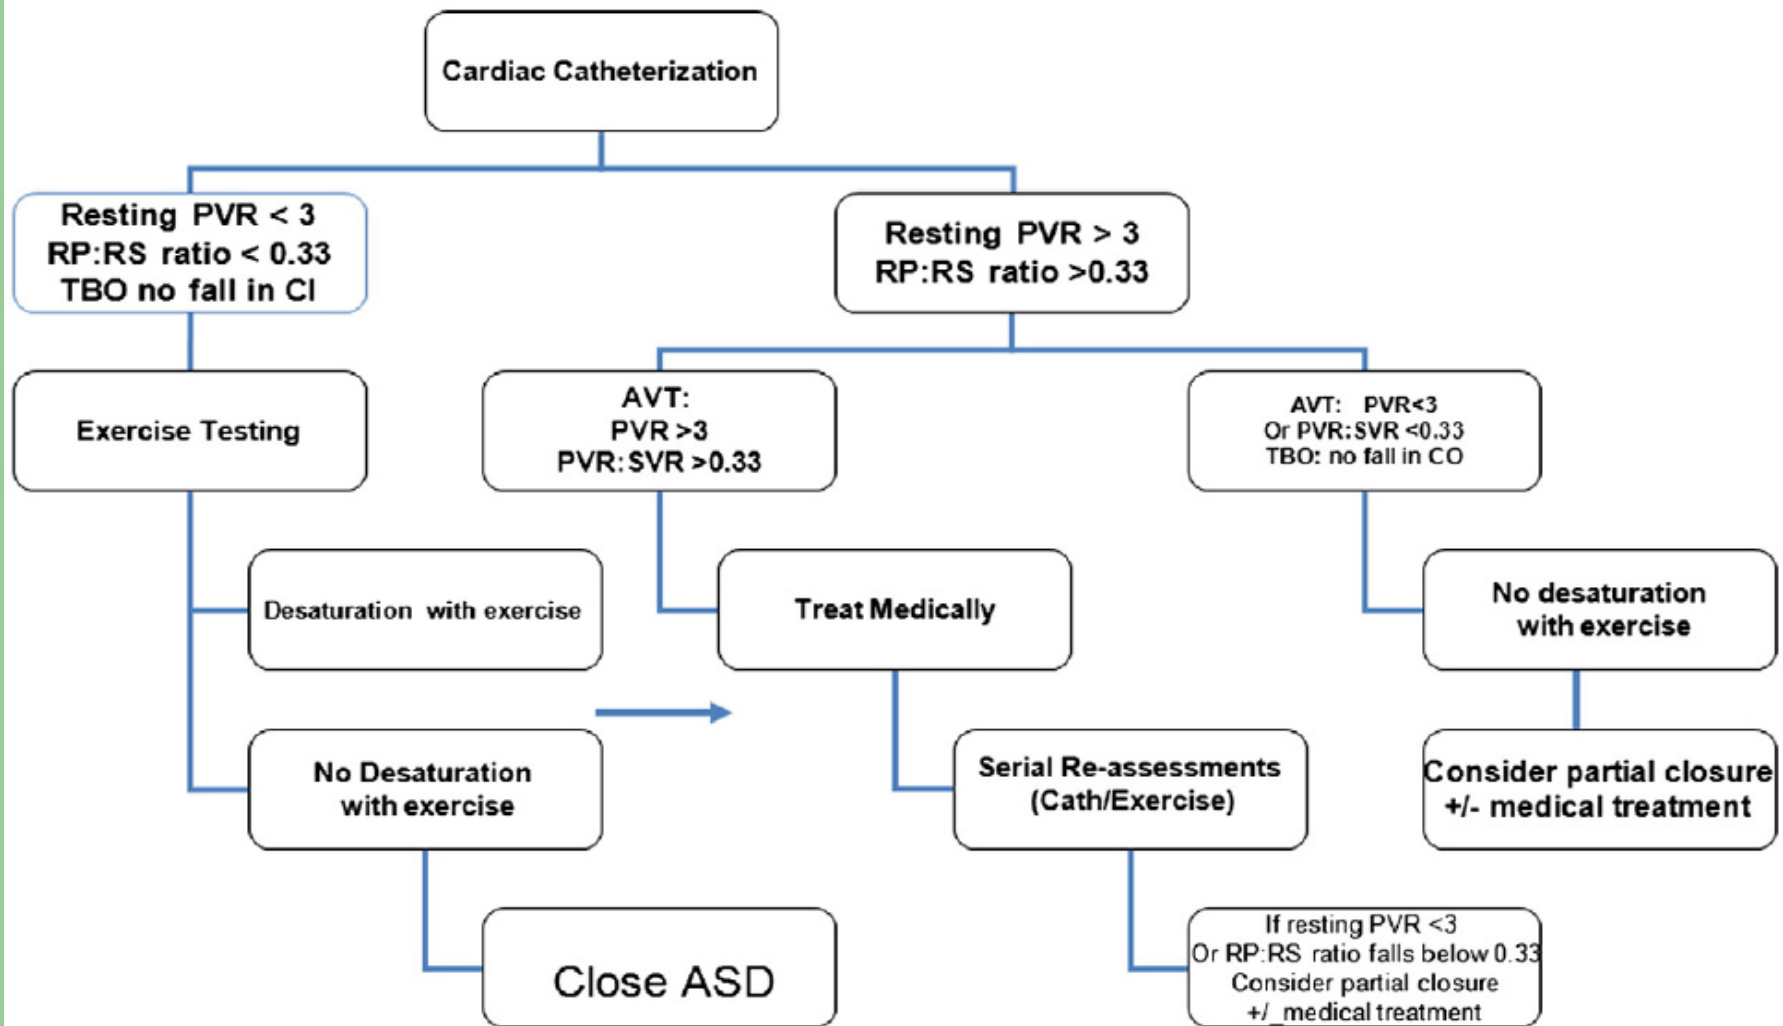 Cardiac Catheterization
Resting PVR < 3
RP:RS ratio < 0.33
TBO no fall in CI
Resting PVR > 3
RP:RS ratio >0.33
Exercise Testing
AVT:
PVR >3
PVR:SVR >0.33
AVT: PVR<3
Or PVR:SVR <0.33
TBO: no fall in CO
Desaturation with exercise
Treat Medically
No desaturation
with exercise
No Desaturation
with exercise
Serial Re-assessments
(Cath/Exercise)
Consider partial closure
+/- medical treatment
Close ASD
If resting PVR <3
Or RP:RS ratio falls below 0.33
Consider partial closure
+/_medical treatment